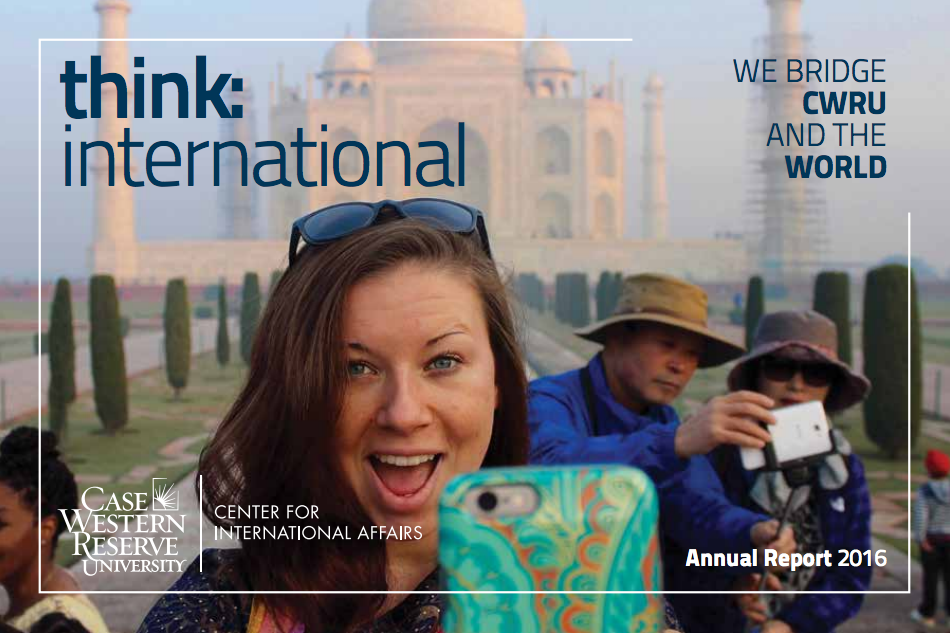 think:
international
WE BRIDGE
CWRU
AND THE
WORLD
CASE
WESTERN
RESERVE
UNIVERSITY
CENTER FOR
INTERNATIONAL AFFAIRS
Annual Report 2016